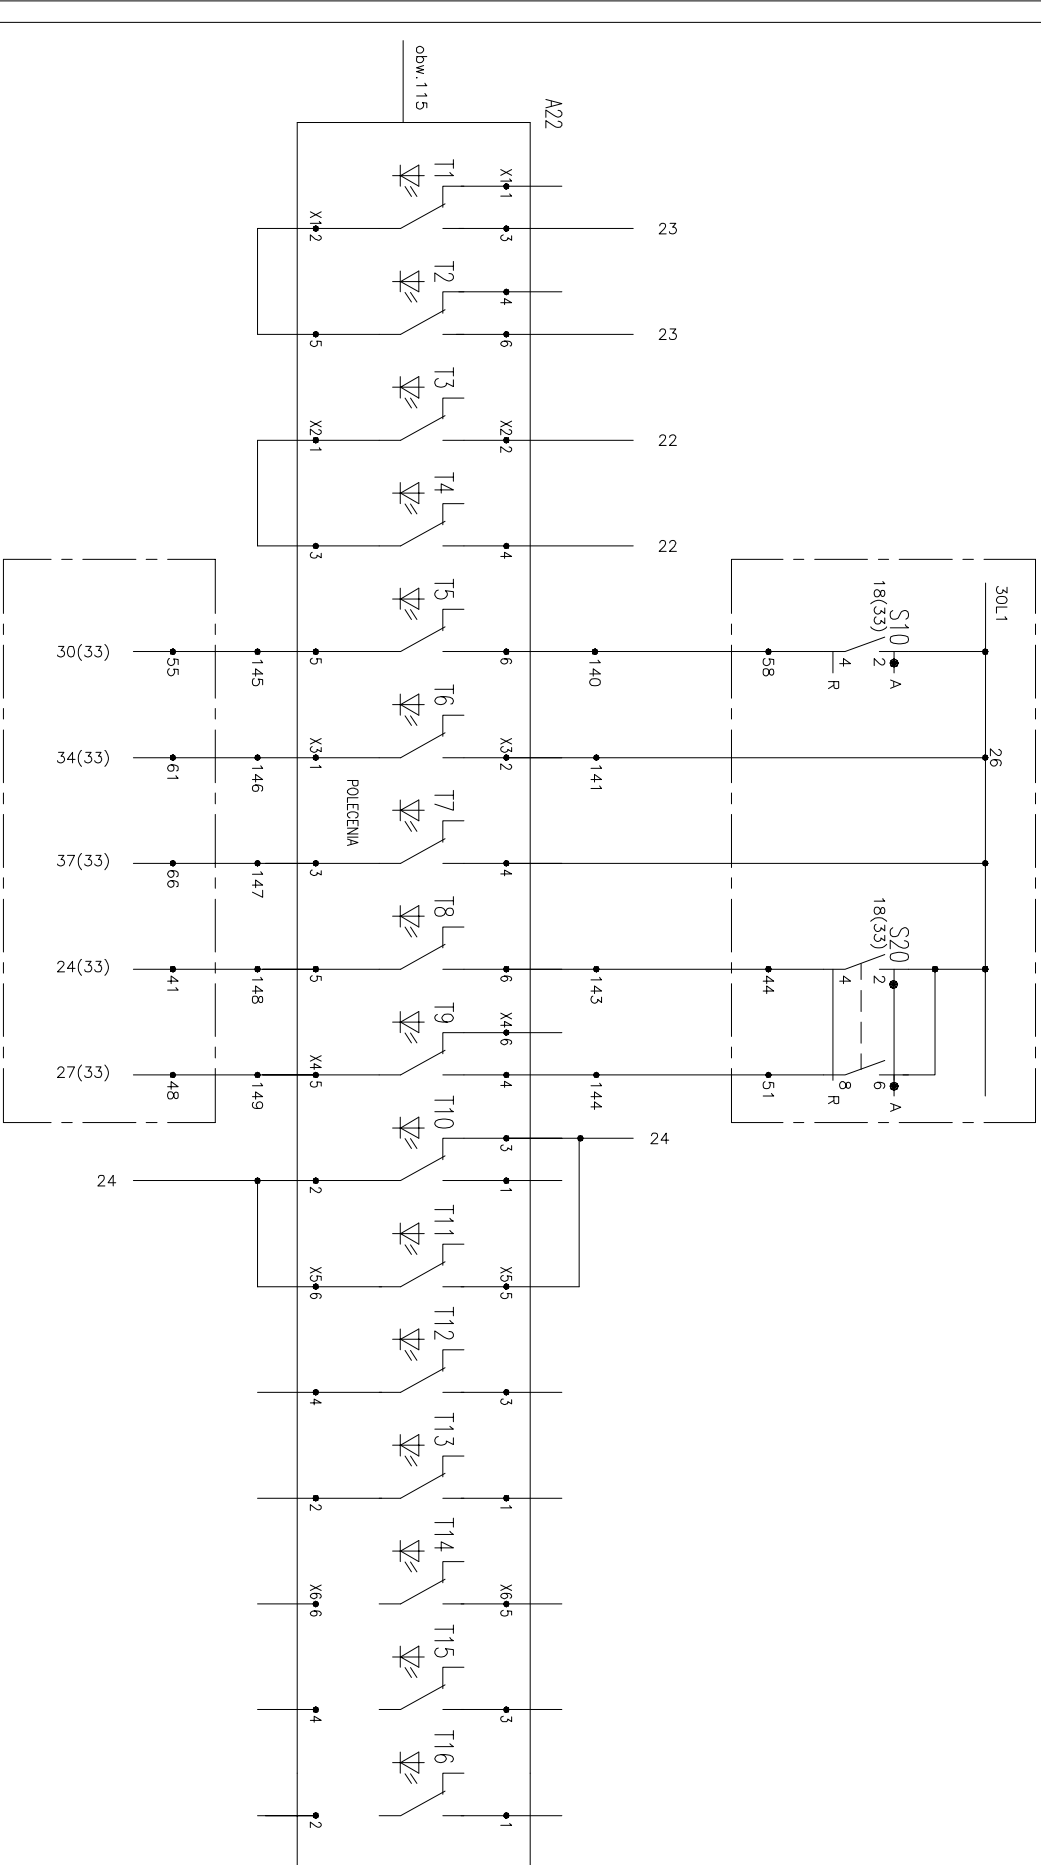 obw.115
A22
T1
X1
1
3
23
X1
2
T2
4
6
23
5
T3
X2
2
22
X2
1
T4
4
22
3
30L1
S10
18(33)
2
4
A
R
T5
30(33)
55
145
5
6
140
58
T6
34(33)
61
146
X3
1
X3
2
141
26
POLECENIA
T7
37(33)
66
147
3
4
S20
18(33)
2
4
T8
24(33)
41
148
5
6
143
44
T9
X4
6
27(33)
48
149
X4
5
4
144
51
8
6
R
A
T10
3
24
24
2
1
T11
X5
6
X5
5
T12
4
3
T13
2
1
T14
X6
6
X6
5
T15
4
3
T16
2
1